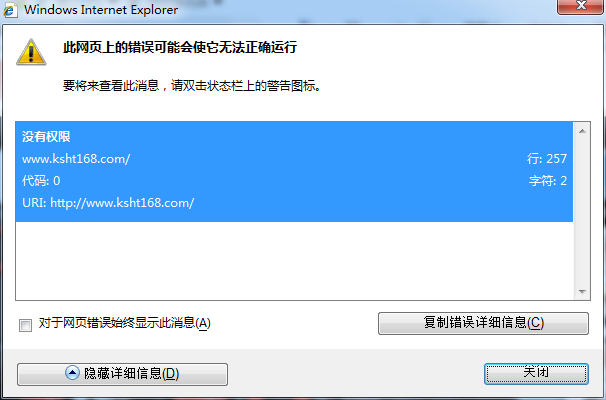 Windows Internet Explorer
此网页上的错误可能会使它无法正确运行
要将来查看此消息，请双击状态栏上的警告图标。
没有权限
www.ksht168.com/ 行: 257
代码: 0 字符: 2
URI: http://www.ksht168.com/
对于网页错误始终显示此消息(A)
复制错误详细信息(C)
隐藏详细信息(D)
关闭